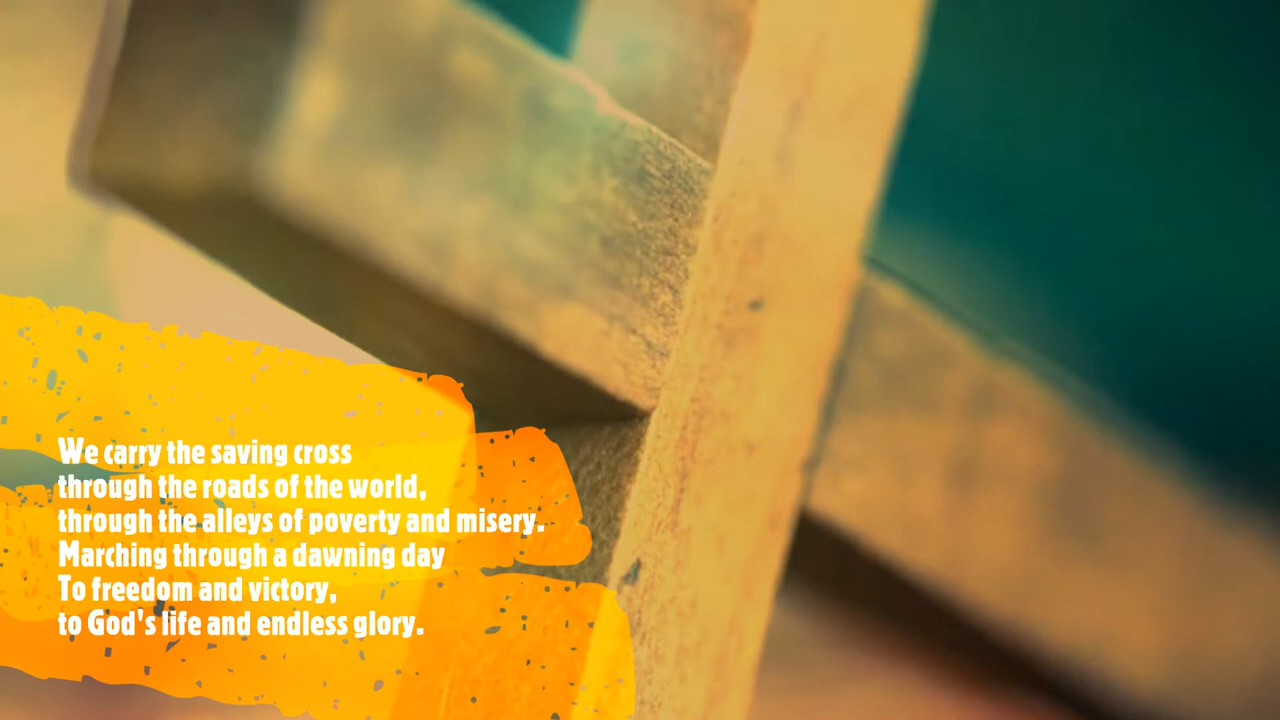 We carry the saving cross
through the roads of the world,
through the alleys of poverty and misery.
Marching through a dawning day
To freedom and victory,
to God's life and endless glory.